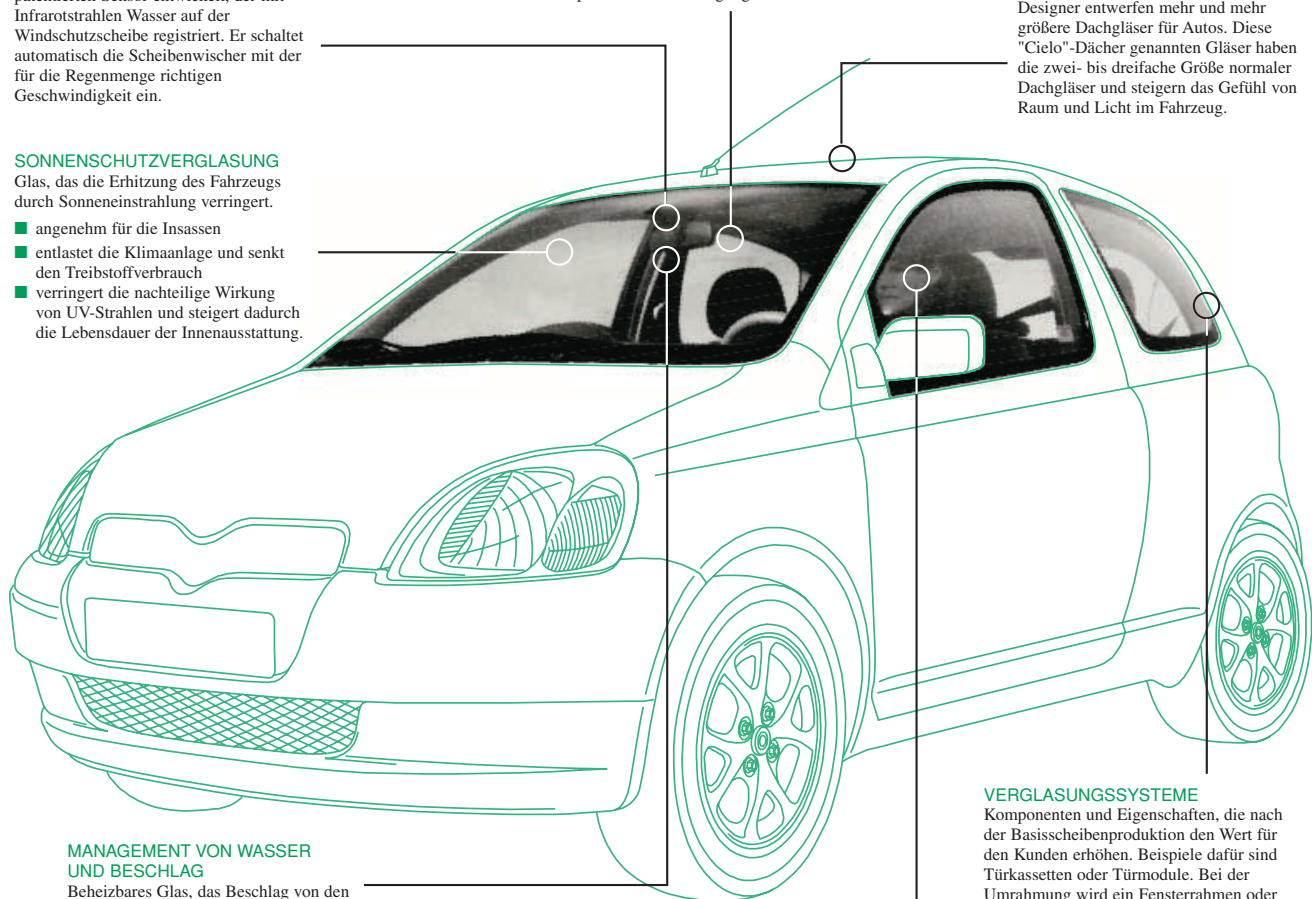 Infrarotstrahlen Wasser auf der
Windschutzscheibe registriert. Er schaltet
automatisch die Scheibenwischer mit der
für die Regenmenge richtigen
Geschwindigkeit ein.
Designer entwerfen mehr und mehr
größere Dachgläser für Autos. Diese
"Cielo"-Dächer genannten Gläser haben
die zwei- bis dreifache Größe normaler
Dachgläser und steigern das Gefühl von
Raum und Licht im Fahrzeug.
SONNENSCHUTZVERGLASUNG
Glas, das die Erhitzung des Fahrzeugs
durch Sonneneinstrahlung verringert.
■ angenehm für die Insassen
■ entlastet die Klimaanlage und senkt
den Treibstoffverbrauch
■ verringert die nachteilige Wirkung
von UV-Strahlen und steigert dadurch
die Lebensdauer der Innenausstattung.
MANAGEMENT VON WASSER
UND BESCHLAG
Beheizbares Glas, das Beschlag von den
VERGLASUNGSSYSTEME
Komponenten und Eigenschaften, die nach
der Basisscheibenproduktion den Wert für
den Kunden erhöhen. Beispiele dafür sind
Türkassetten oder Türmodule. Bei der
Umrahmung wird ein Fensterrahmen oder